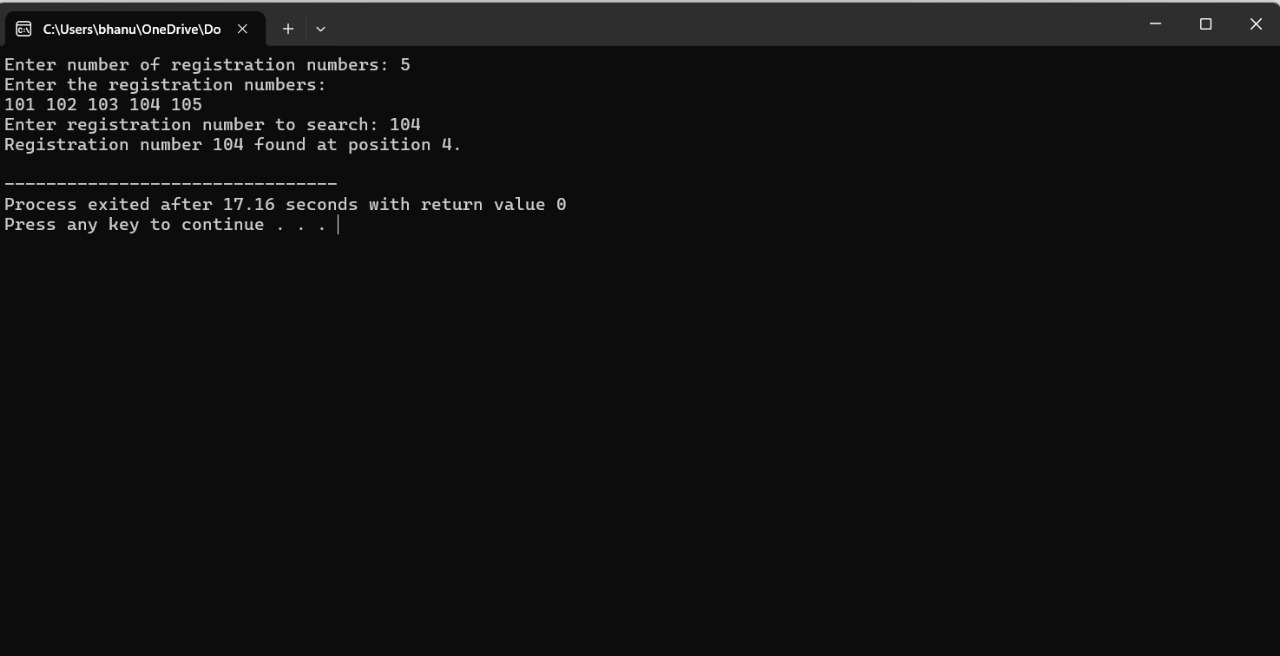 C:\Users\bhanu\OneDrive\Do
Enter number of registration numbers: 5
Enter the registration numbers:
101 102 103 104 105
Enter registration number to search: 104
Registration number 104 found at position 4.
--------------------------------
Process exited after 17.16 seconds with return value 0
Press any key to continue . . .